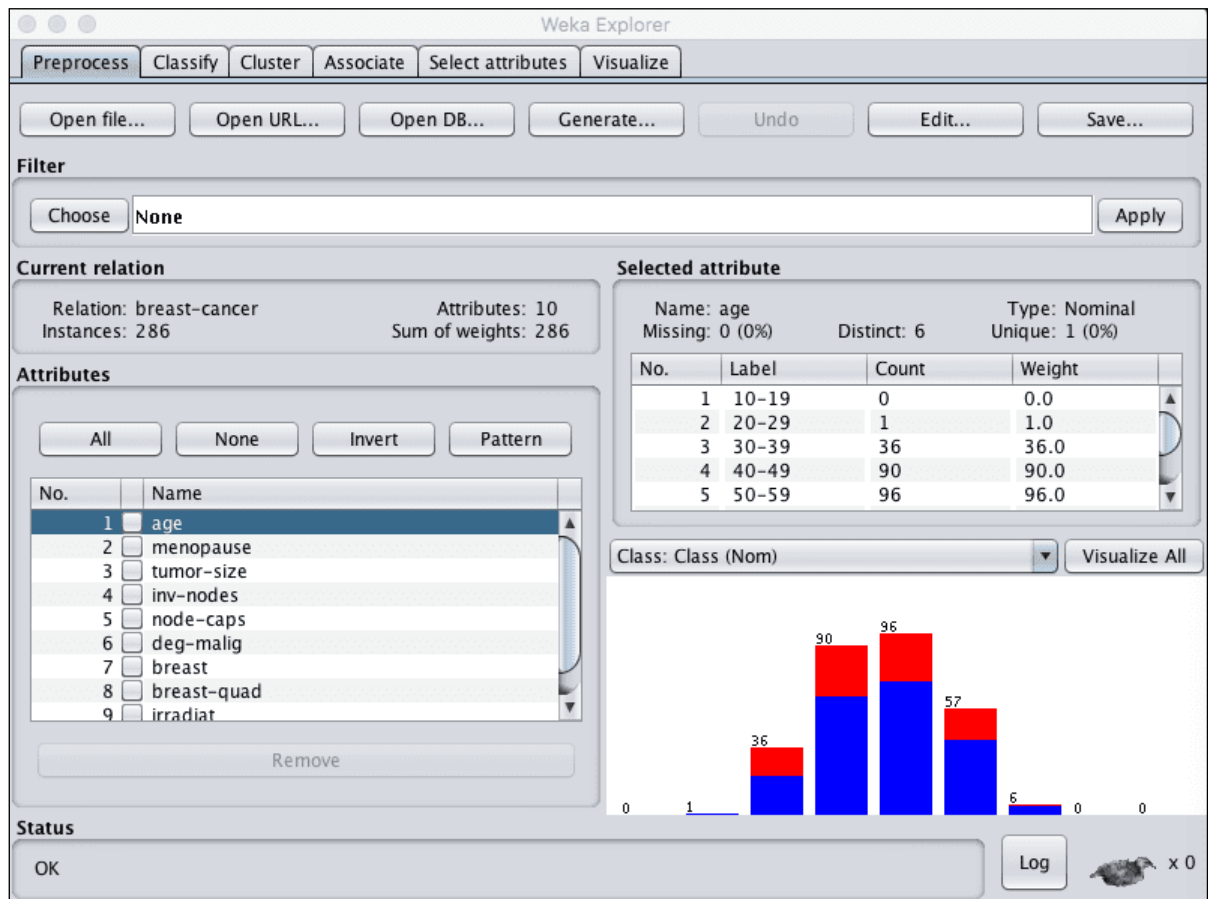 Weka Explorer
Preprocess Classify Cluster Associate Select attributes Visualize
Open file... Open URL... Open DB... Generate... Undo Edit... Save...
Filter
Choose None Apply
Current relation
Relation: breast-cancer Attributes: 10
Instances: 286 Sum of weights: 286
Attributes
All None Invert Pattern
No. Name
1 age
2 menopause
3 tumor-size
4 inv-nodes
5 node-caps
6 deg-malig
7 breast
8 breast-quad
9 irradiat
Remove
Selected attribute
Name: age Type: Nominal
Missing: 0 (0%) Distinct: 6 Unique: 1 (0%)
No. Label Count Weight
1 10-19 0 0.0
2 20-29 1 1.0
3 30-39 36 36.0
4 40-49 90 90.0
5 50-59 96 96.0
Class: Class (Nom) Visualize All
0 1 36 90 96 57 6 0 0
Status
OK Log x 0